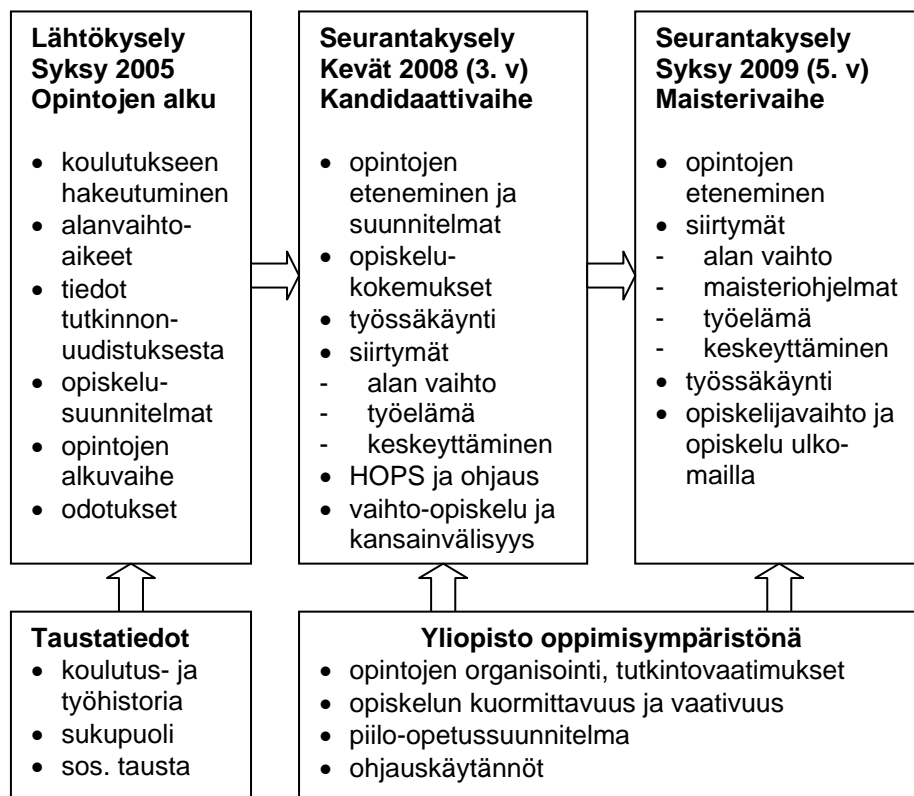 Lähtökysely
Syksy 2005
Opintojen alku
• koulutukseen
hakeutuminen
• alanvaihto-
aikeet
• tiedot
tutkinnon-
uudistuksesta
• opiskelu-
suunnitelmat
• opintojen
alkuvaihe
• odotukset
Seurantakysely
Kevät 2008 (3. v)
Kandidaattivaihe
• opintojen
eteneminen ja
suunnitelmat
• opiskelu-
kokemukset
• työssäkäynti
• siirtymät
- alan vaihto
- työelämä
- keskeyttäminen
• HOPS ja ohjaus
• vaihto-opiskelu ja
kansainvälisyys
Seurantakysely
Syksy 2009 (5. v)
Maisterivaihe
• opintojen
eteneminen
• siirtymät
- alan vaihto
- maisteriohjelmat
- työelämä
- keskeyttäminen
• työssäkäynti
• opiskelijavaihto ja
opiskelu ulko-
mailla
Taustatiedot
• koulutus- ja
työhistoria
• sukupuoli
• sos. tausta
Yliopisto oppimisympäristönä
• opintojen organisointi, tutkintovaatimukset
• opiskelun kuormittavuus ja vaativuus
• piilo-opetussuunnitelma
• ohjauskäytännöt